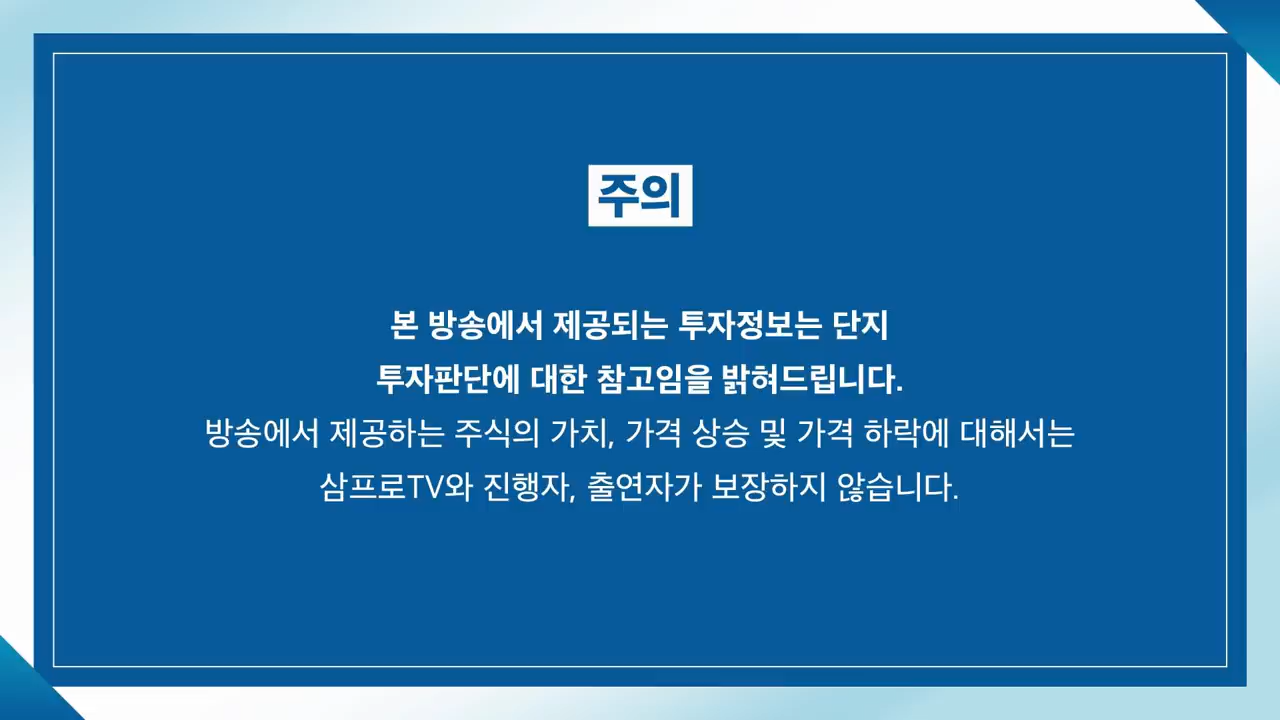 주의
본 방송에서 제공되는 투자정보는 단지
투자판단에 대한 참고임을 밝혀드립니다.
방송에서 제공하는 주식의 가치, 가격 상승 및 가격 하락에 대해서는
삼프로TV와 진행자, 출연자가 보장하지 않습니다.